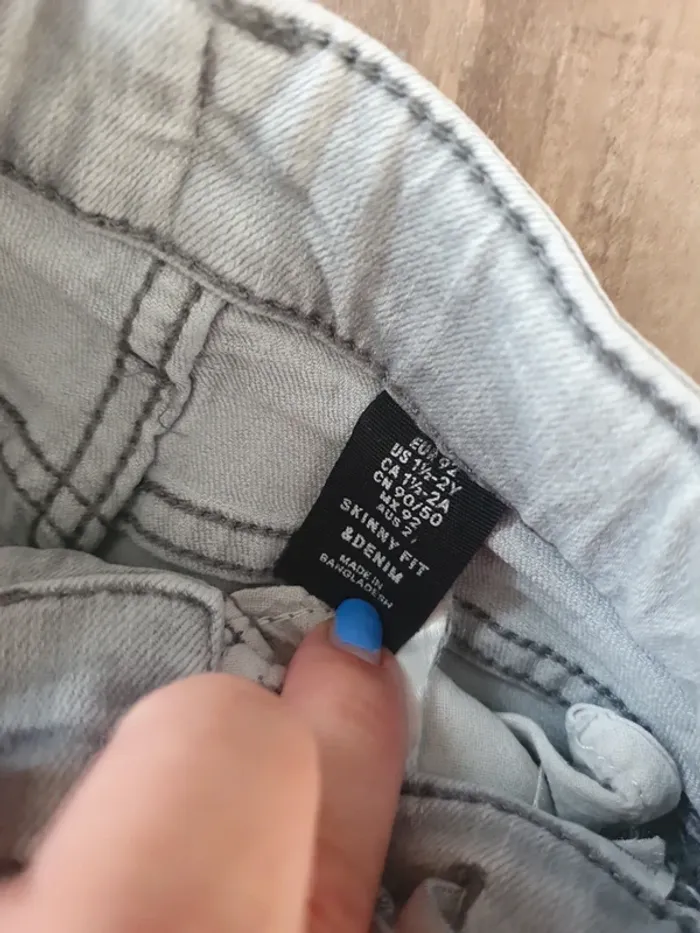 EUR 92
US 1½-2Y
CA 1½-2A
CN 90/50
MX 92
AUS 2
SKINNY FIT
&DENIM
MADE IN
BANGLADESH